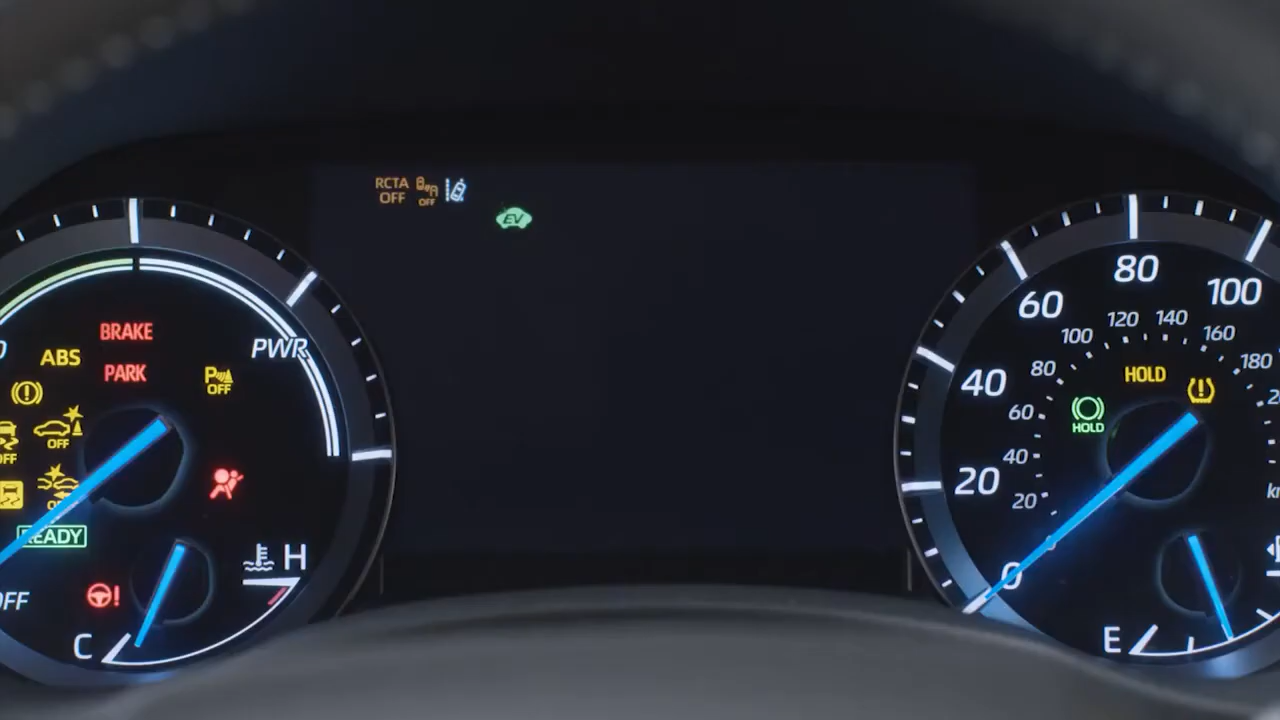 RCTA
OFF
OFF
EV
BRAKE
ABS
PARK
PWR
P
OFF
OFF
OFF
READY
OFF
H
C
80
60
100
40
20
0
120
140
100
160
80
180
60
40
20
HOLD
HOLD
E